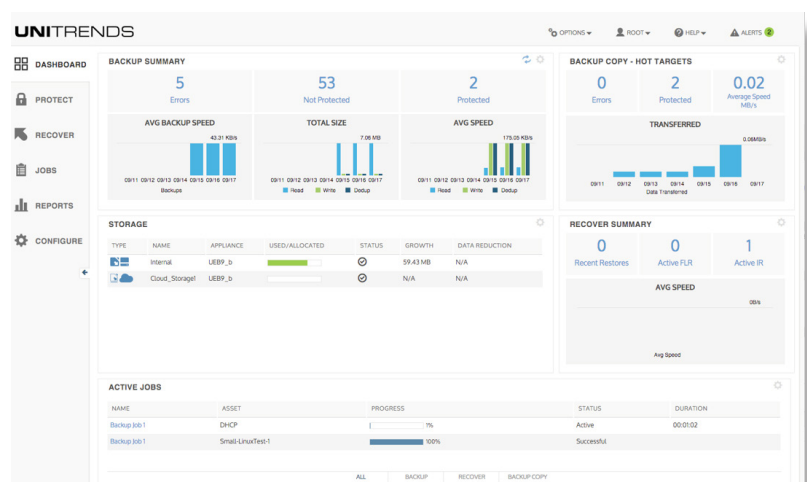 UNITRENDS
OPTIONS ROOT HELP ALERTS 2
DASHBOARD
PROTECT
RECOVER
JOBS
REPORTS
CONFIGURE
BACKUP SUMMARY
5 53 2
Errors Not Protected Protected
AVG BACKUP SPEED TOTAL SIZE AVG SPEED
43.31 KB/s 7.06 MB 175.05 KB/s
09/11 09/12 09/13 09/14 09/15 09/16 09/17 09/11 09/12 09/13 09/14 09/15 09/16 09/17 09/11 09/12 09/13 09/14 09/15 09/16 09/17
Backups Read Write Dedup Read Write Dedup
BACKUP COPY - HOT TARGETS
0 2 0.02
Errors Protected Average Speed
MB/s
TRANSFERRED
0.06MB/s
09/11 09/12 09/13 09/14 09/15 09/16 09/17
Data Transferred
STORAGE
TYPE NAME APPLIANCE USED/ALLOCATED STATUS GROWTH DATA REDUCTION
Internal UEB9_b 59.43 MB N/A
Cloud_Storage1 UEB9_b N/A N/A
RECOVER SUMMARY
0 0 1
Recent Restores Active FLR Active IR
AVG SPEED
0B/s
Avg Speed
ACTIVE JOBS
NAME ASSET PROGRESS STATUS DURATION
Backup Job 1 DHCP 1% Active 00:01:02
Backup Job 1 Small-LinuxTest-1 100% Successful
ALL BACKUP RECOVER BACKUP COPY